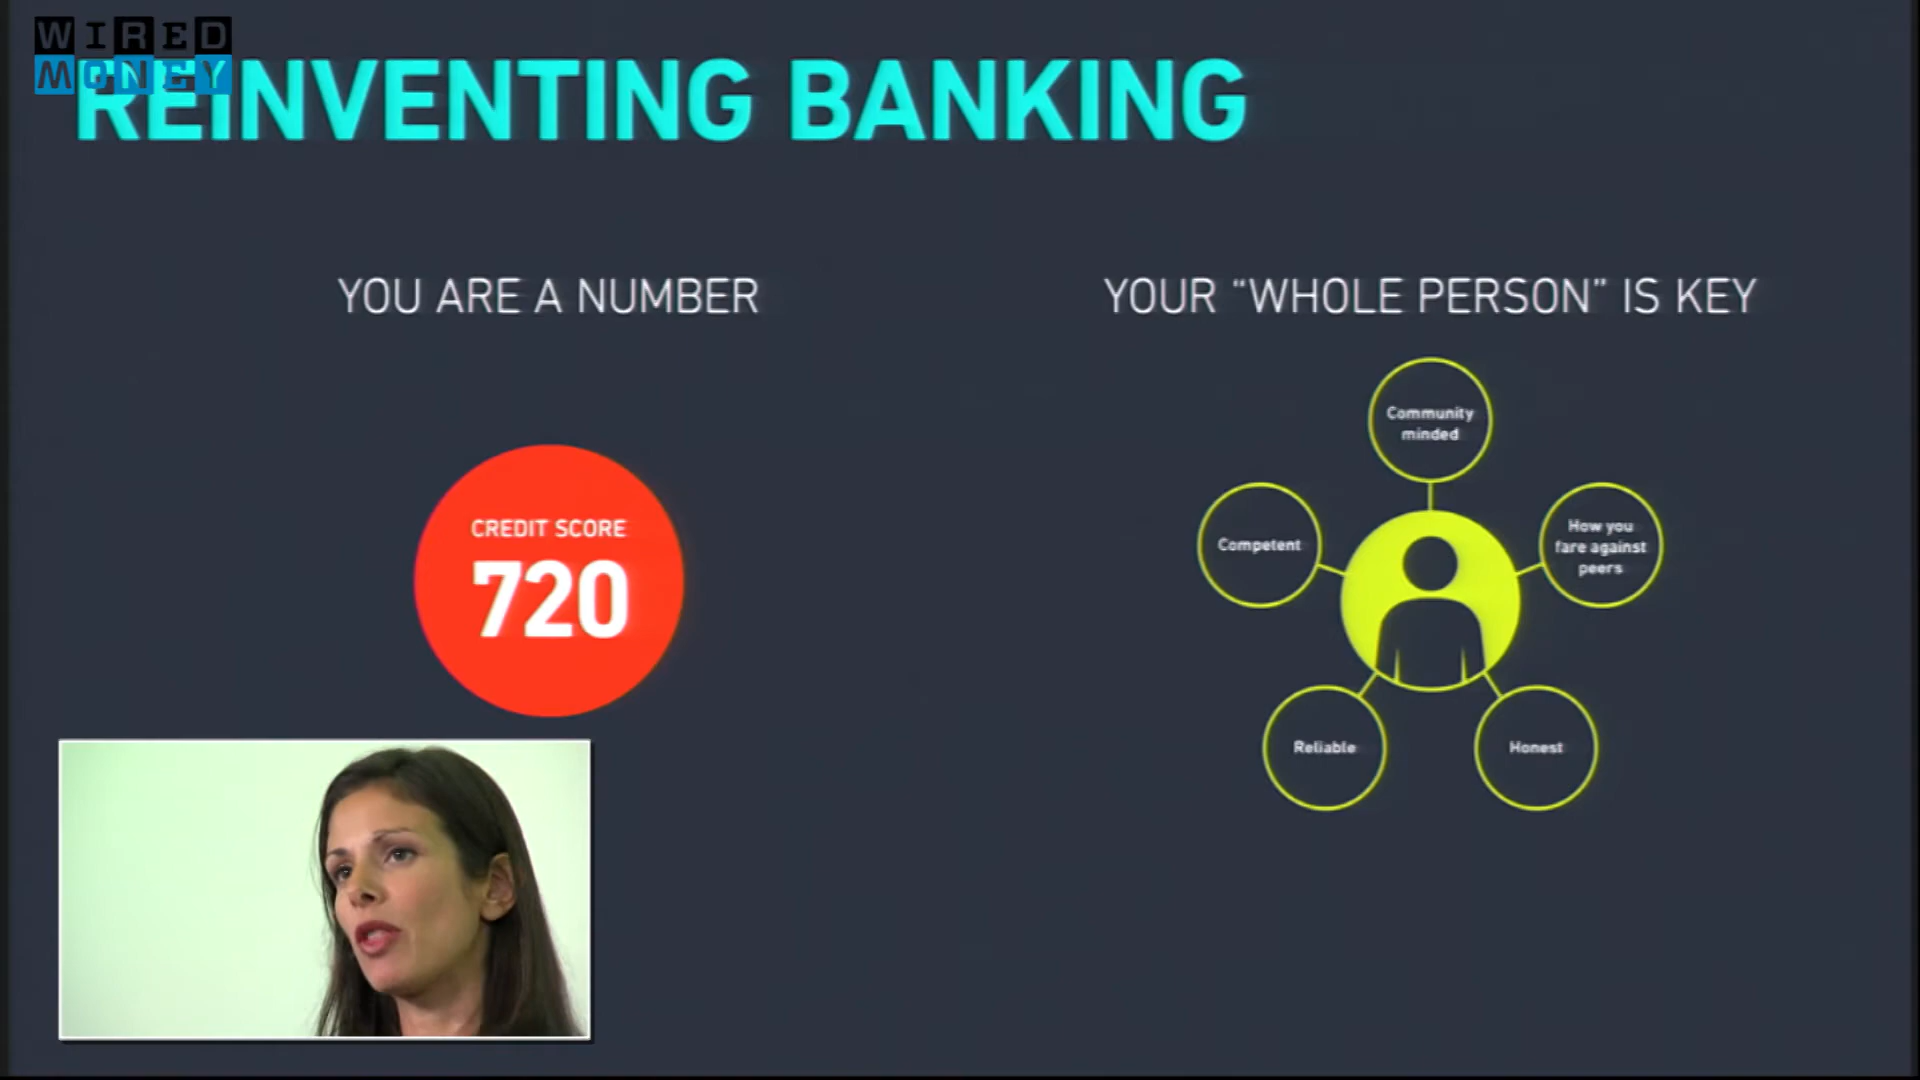 WIRED
MONEY
REINVENTING BANKING
YOU ARE A NUMBER
YOUR “WHOLE PERSON” IS KEY
CREDIT SCORE
720
Community
minded
Competent
How you
fare against
peers
Reliable
Honest